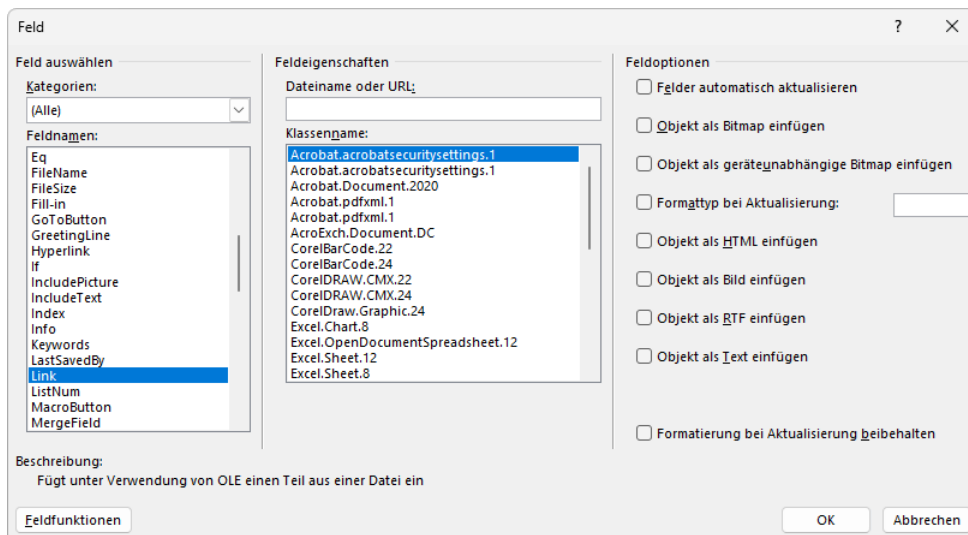 Feld
?
Feld auswählen
Kategorien:
(Alle)
Feldnamen:
Eq
FileName
FileSize
Fill-in
GoToButton
GreetingLine
Hyperlink
If
IncludePicture
IncludeText
Index
Info
Keywords
LastSavedBy
Link
ListNum
MacroButton
MergeField
Feldeigenschaften
Dateiname oder URL:
Klassenname:
Acrobat.acrobatsecuritysettings.1
Acrobat.acrobatsecuritysettings.1
Acrobat.Document.2020
Acrobat.pdfxml.1
Acrobat.pdfxml.1
AcroExch.Document.DC
CorelBarCode.22
CorelBarCode.24
CorelDRAW.CMX.22
CorelDRAW.CMX.24
CorelDraw.Graphic.24
Excel.Chart.8
Excel.OpenDocumentSpreadsheet.12
Excel.Sheet.12
Excel.Sheet.8
Feldoptionen
Felder automatisch aktualisieren
Objekt als Bitmap einfügen
Objekt als geräteunabhängige Bitmap einfügen
Formattyp bei Aktualisierung:
Objekt als HTML einfügen
Objekt als Bild einfügen
Objekt als RTF einfügen
Objekt als Text einfügen
Formatierung bei Aktualisierung beibehalten
Beschreibung:
Fügt unter Verwendung von OLE einen Teil aus einer Datei ein
Feldfunktionen
OK
Abbrechen